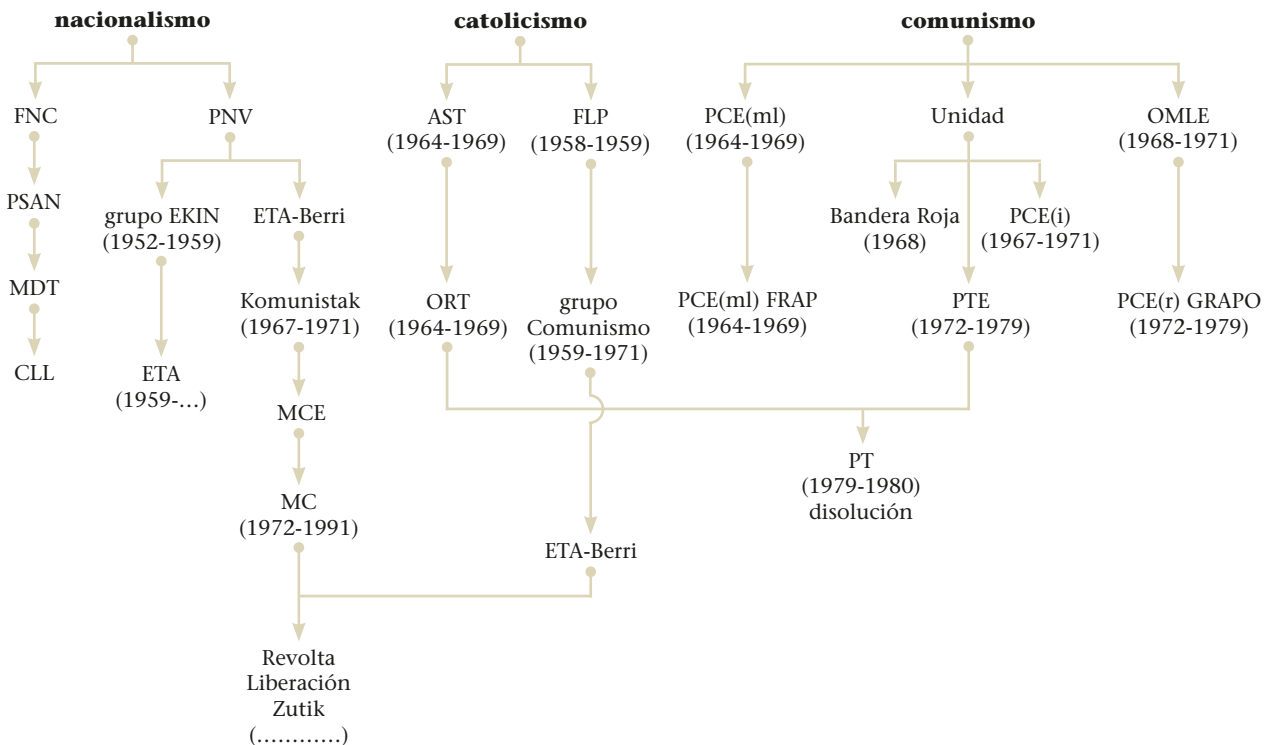 nacionalismo
catolicismo
comunismo
FNC
PNV
AST
(1964-1969)
FLP
(1958-1959)
PCE(ml)
(1964-1969)
Unidad
OMLE
(1968-1971)
PSAN
grupo EKIN
(1952-1959)
ETA-Berri
Bandera Roja
(1968)
PCE(i)
(1967-1971)
MDT
Komunistak
(1967-1971)
ORT
(1964-1969)
grupo
Comunismo
(1959-1971)
PCE(ml) FRAP
(1964-1969)
PTE
(1972-1979)
PCE(r) GRAPO
(1972-1979)
CLL
ETA
(1959-…)
MCE
PT
(1979-1980)
disolución
MC
(1972-1991)
ETA-Berri
Revolta
Liberación
Zutik
(…………)